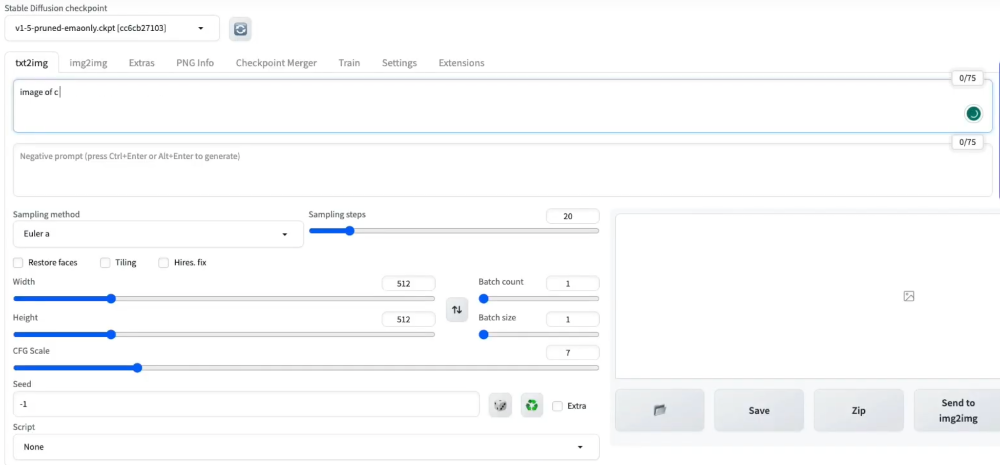 Stable Diffusion checkpoint
v1-5-pruned-emaonly.ckpt [cc6cb27103]
txt2img img2img Extras PNG Info Checkpoint Merger Train Settings Extensions
0/75
image of c
0/75
Negative prompt (press Ctrl+Enter or Alt+Enter to generate)
Sampling method
Euler a
Sampling steps 20
Restore faces Tiling Hires. fix
Width 512
Batch count 1
Height 512
Batch size 1
CFG Scale 7
Seed
-1
Extra
Script
None
Save
Zip
Send to
img2img